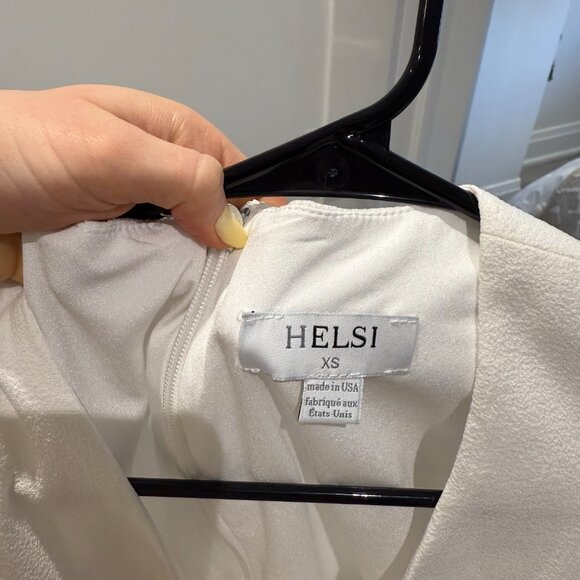 HELSI
XS
made in USA
fabriqué aux
États-Unis